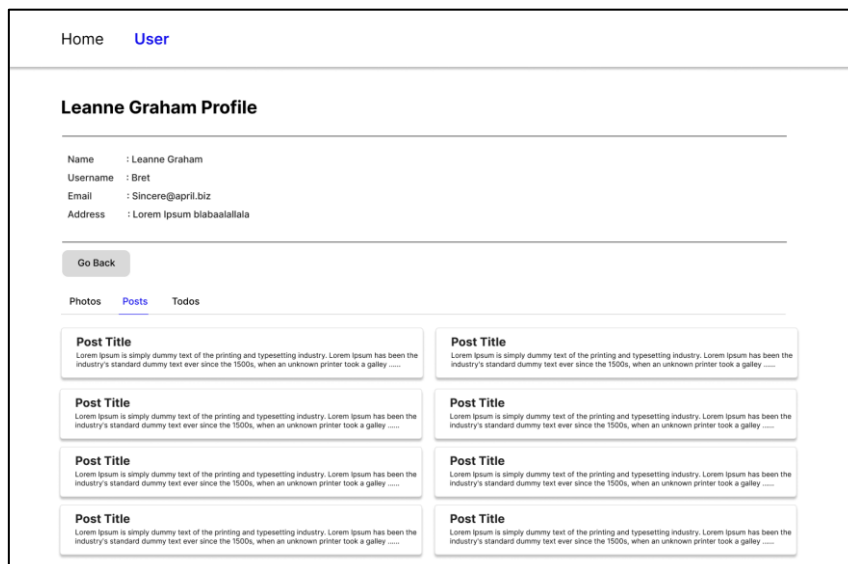 Home User
Leanne Graham Profile
Name : Leanne Graham
Username : Bret
Email : Sincere@april.biz
Address : Lorem Ipsum blabaalallala
Go Back
Photos Posts Todos
Post Title
Lorem Ipsum is simply dummy text of the printing and typesetting industry. Lorem Ipsum has been the
industry's standard dummy text ever since the 1500s, when an unknown printer took a galley ......
Post Title
Lorem Ipsum is simply dummy text of the printing and typesetting industry. Lorem Ipsum has been the
industry's standard dummy text ever since the 1500s, when an unknown printer took a galley ......
Post Title
Lorem Ipsum is simply dummy text of the printing and typesetting industry. Lorem Ipsum has been the
industry's standard dummy text ever since the 1500s, when an unknown printer took a galley ......
Post Title
Lorem Ipsum is simply dummy text of the printing and typesetting industry. Lorem Ipsum has been the
industry's standard dummy text ever since the 1500s, when an unknown printer took a galley ......
Post Title
Lorem Ipsum is simply dummy text of the printing and typesetting industry. Lorem Ipsum has been the
industry's standard dummy text ever since the 1500s, when an unknown printer took a galley ......
Post Title
Lorem Ipsum is simply dummy text of the printing and typesetting industry. Lorem Ipsum has been the
industry's standard dummy text ever since the 1500s, when an unknown printer took a galley ......
Post Title
Lorem Ipsum is simply dummy text of the printing and typesetting industry. Lorem Ipsum has been the
industry's standard dummy text ever since the 1500s, when an unknown printer took a galley ......
Post Title
Lorem Ipsum is simply dummy text of the printing and typesetting industry. Lorem Ipsum has been the
industry's standard dummy text ever since the 1500s, when an unknown printer took a galley ......